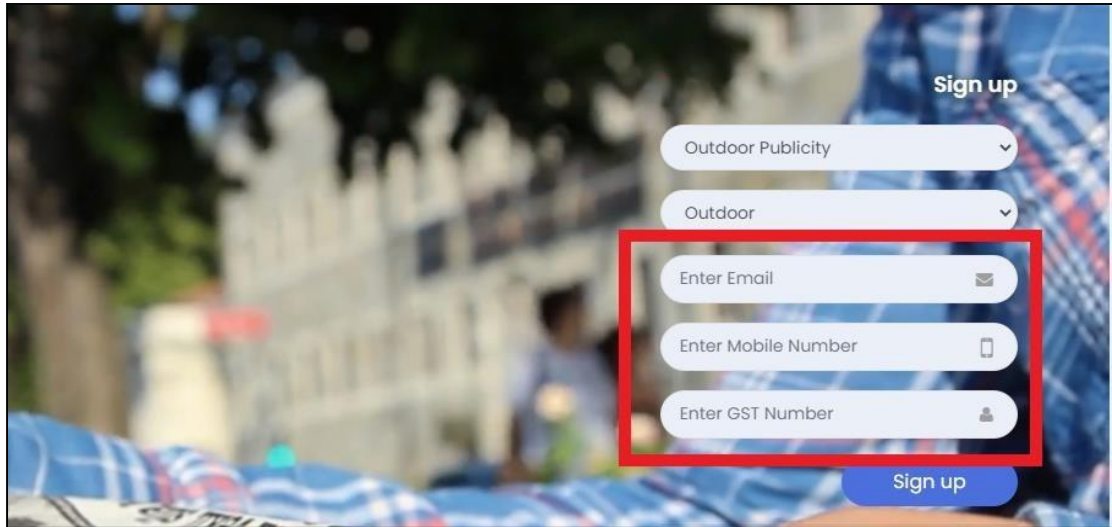 Sign up
Outdoor Publicity
Outdoor
Enter Email
Enter Mobile Number
Enter GST Number
Sign up